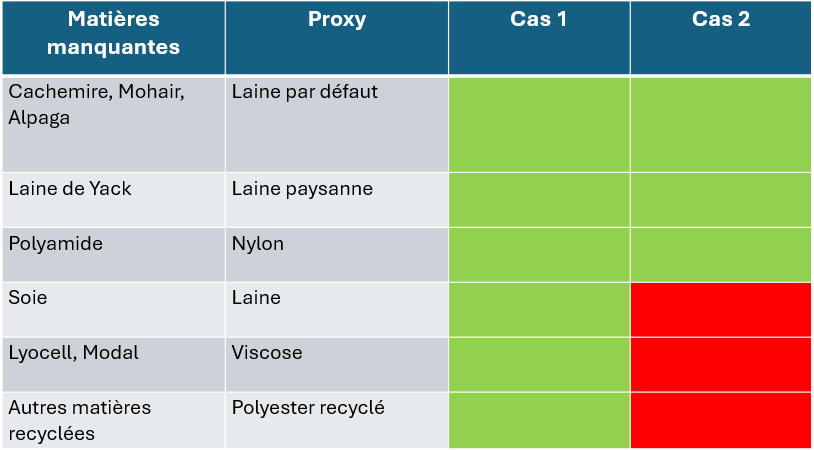 Matières
manquantes
Proxy
Cas 1
Cas 2
Cachemire, Mohair,
Alpaga
Laine par défaut
Laine de Yack
Laine paysanne
Polyamide
Nylon
Soie
Laine
Lyocell, Modal
Viscose
Autres matières
recyclées
Polyester recyclé